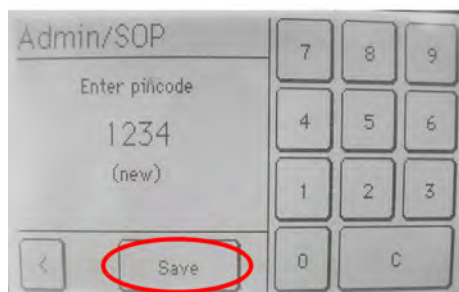 Admin/SOP
Enter pincode
1234
(new)
<
Save
7 8 9
4 5 6
1 2 3
0 C